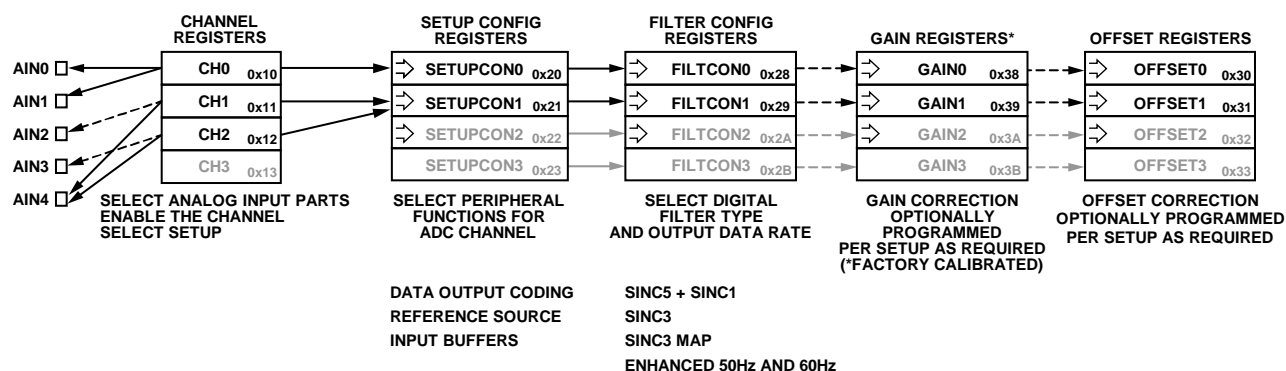 CHANNEL
REGISTERS
SETUP CONFIG
REGISTERS
FILTER CONFIG
REGISTERS
GAIN REGISTERS*
OFFSET REGISTERS
AIN0
CH0 0x10
SETUPCON0 0x20
FILTCON0 0x28
GAIN0 0x38
OFFSET0 0x30
AIN1
CH1 0x11
SETUPCON1 0x21
FILTCON1 0x29
GAIN1 0x39
OFFSET1 0x31
AIN2
CH2 0x12
SETUPCON2 0x22
FILTCON2 0x2A
GAIN2 0x3A
OFFSET2 0x32
AIN3
CH3 0x13
SETUPCON3 0x23
FILTCON3 0x2B
GAIN3 0x3B
OFFSET3 0x33
AIN4
SELECT ANALOG INPUT PARTS
ENABLE THE CHANNEL
SELECT SETUP
SELECT PERIPHERAL
FUNCTIONS FOR
ADC CHANNEL
SELECT DIGITAL
FILTER TYPE
AND OUTPUT DATA RATE
GAIN CORRECTION
OPTIONALLY
PROGRAMMED
PER SETUP AS REQUIRED
(*FACTORY CALIBRATED)
OFFSET CORRECTION
OPTIONALLY PROGRAMMED
PER SETUP AS REQUIRED
DATA OUTPUT CODING
REFERENCE SOURCE
INPUT BUFFERS
SINC5 + SINC1
SINC3
SINC3 MAP
ENHANCED 50Hz AND 60Hz